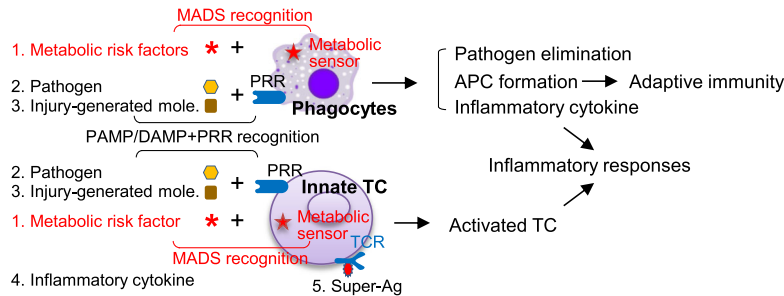 MADS recognition
1. Metabolic risk factors * +
Metabolic
sensor
2. Pathogen
3. Injury-generated mole.
+
PRR
Phagocytes
PAMP/DAMP+PRR recognition
Pathogen elimination
APC formation
Adaptive immunity
Inflammatory cytokine
Inflammatory responses
2. Pathogen
3. Injury-generated mole.
+
PRR
Innate TC
1. Metabolic risk factor * +
Metabolic
sensor
MADS recognition
TCR
Activated TC
4. Inflammatory cytokine
5. Super-Ag